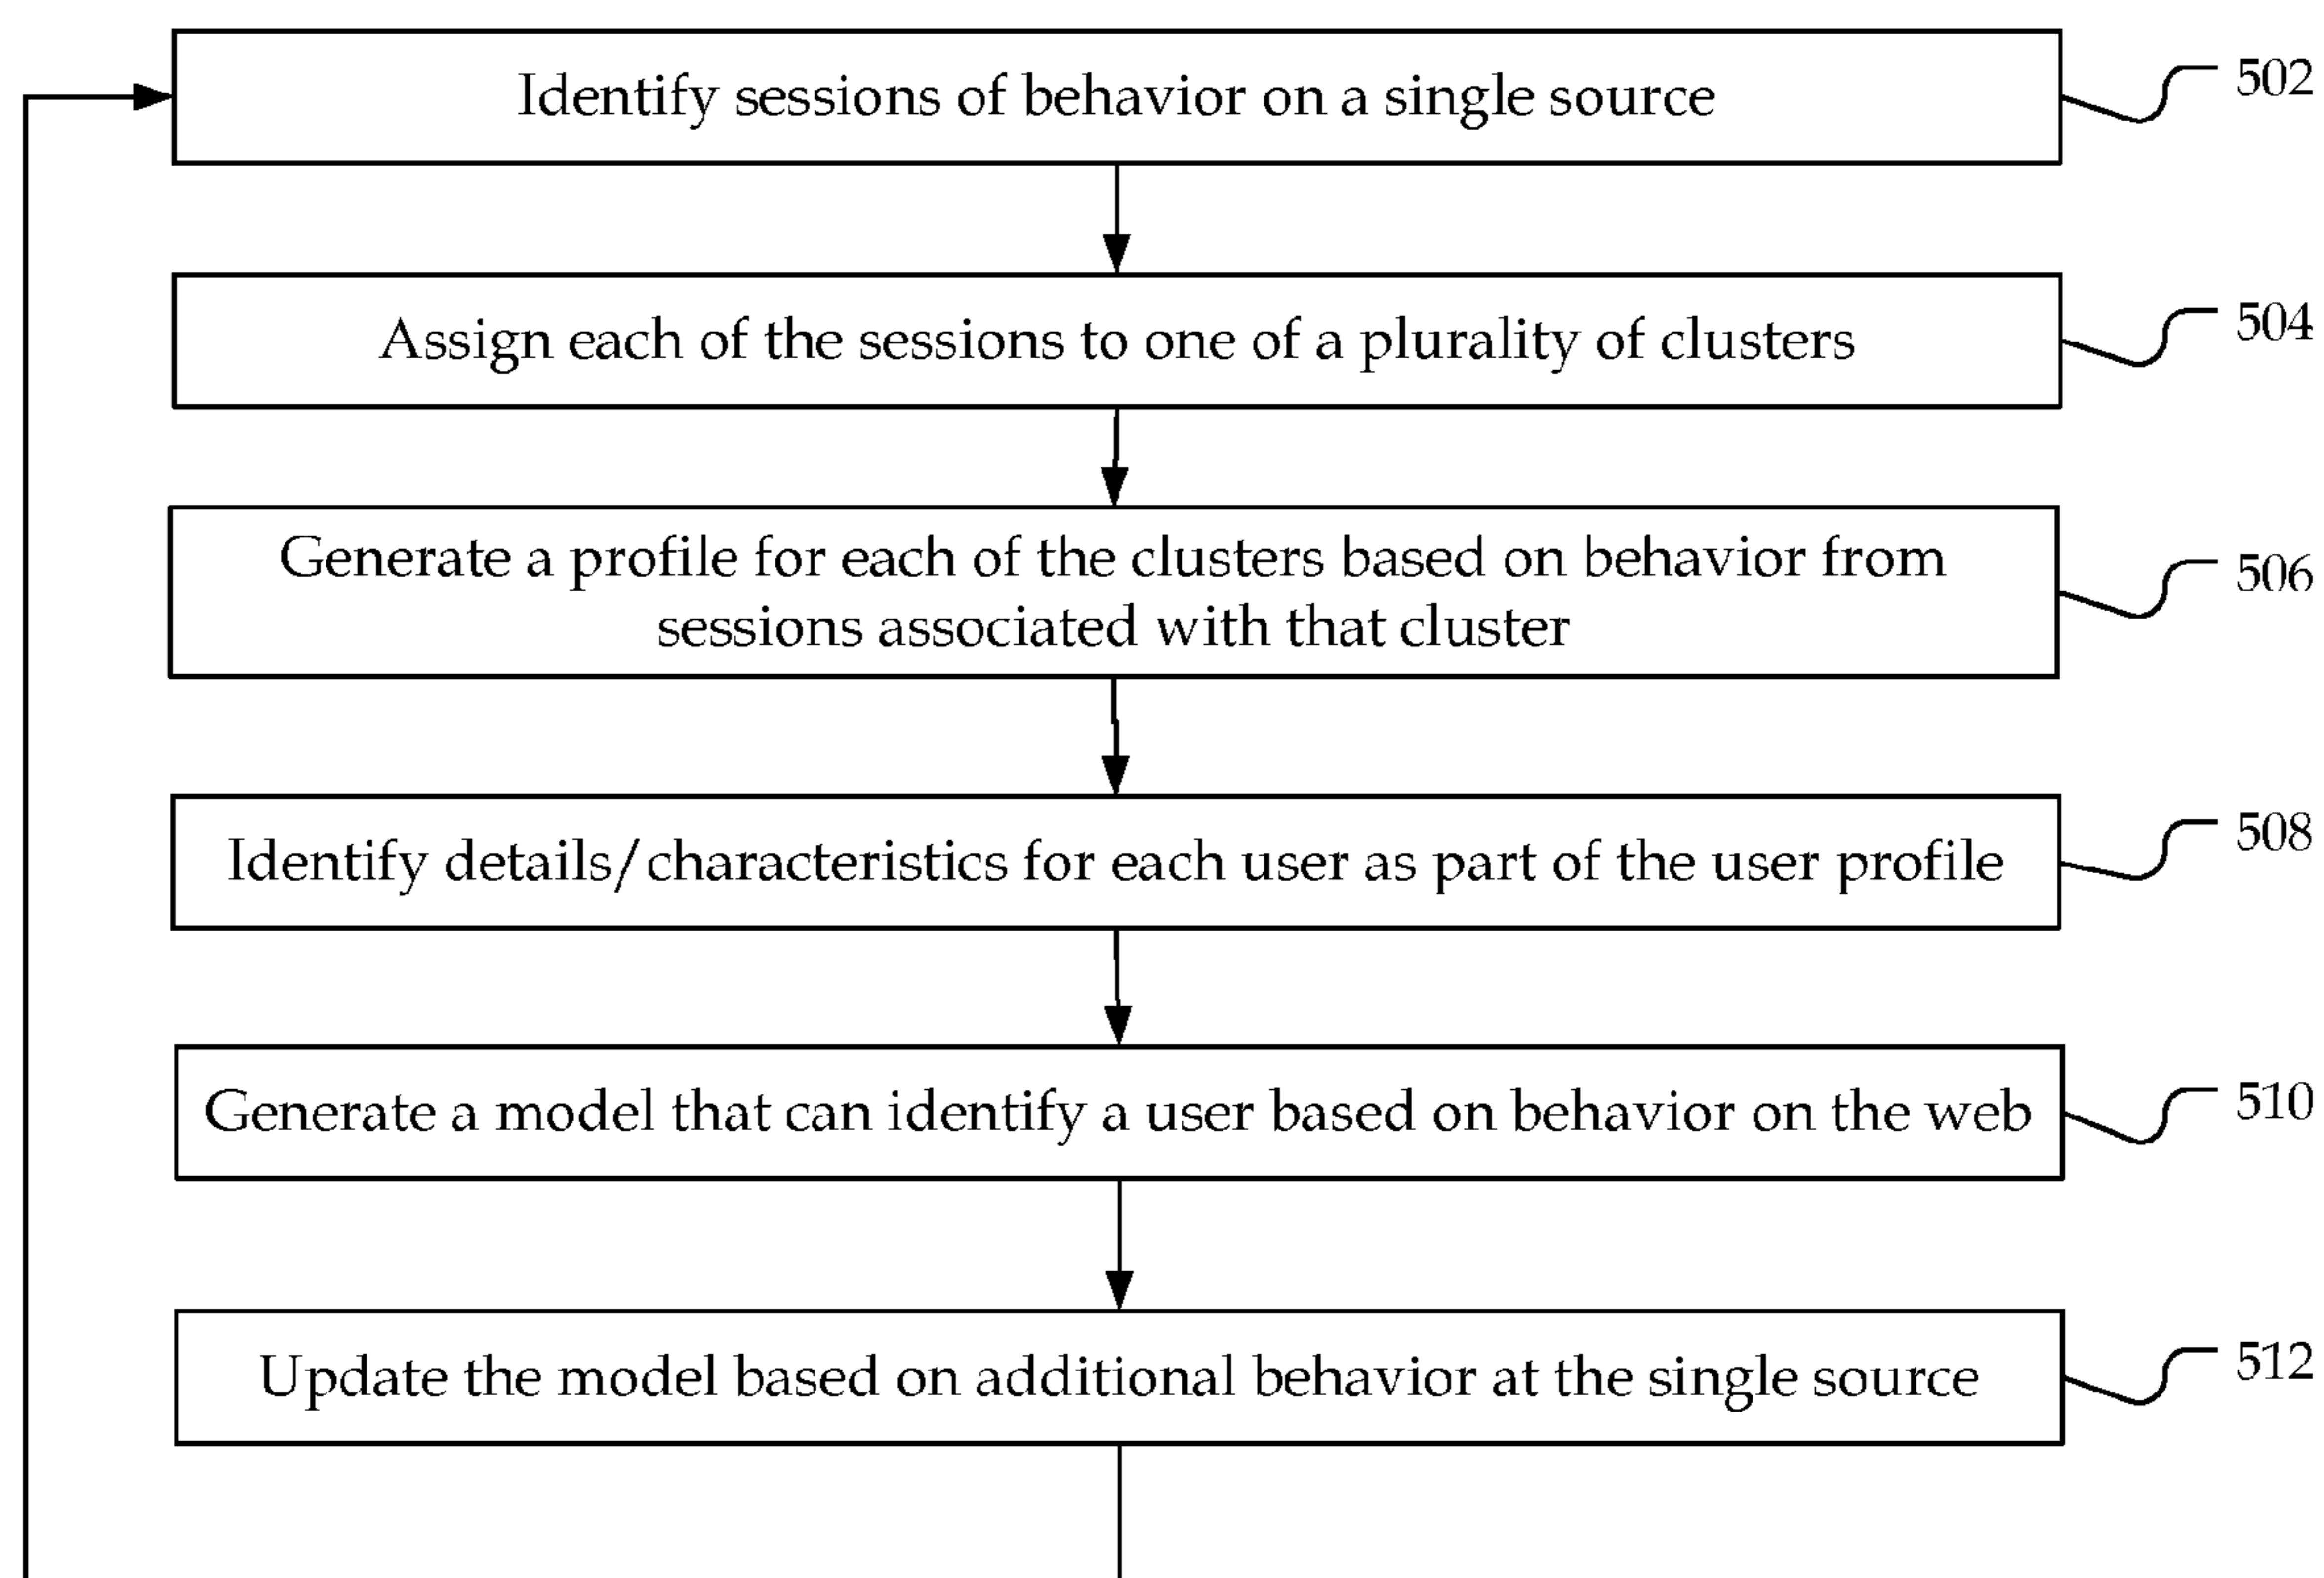 Identify sessions of behavior on a single source
502
Assign each of the sessions to one of a plurality of clusters
504
Generate a profile for each of the clusters based on behavior from
sessions associated with that cluster
506
Identify details/characteristics for each user as part of the user profile
508
Generate a model that can identify a user based on behavior on the web
510
Update the model based on additional behavior at the single source
512